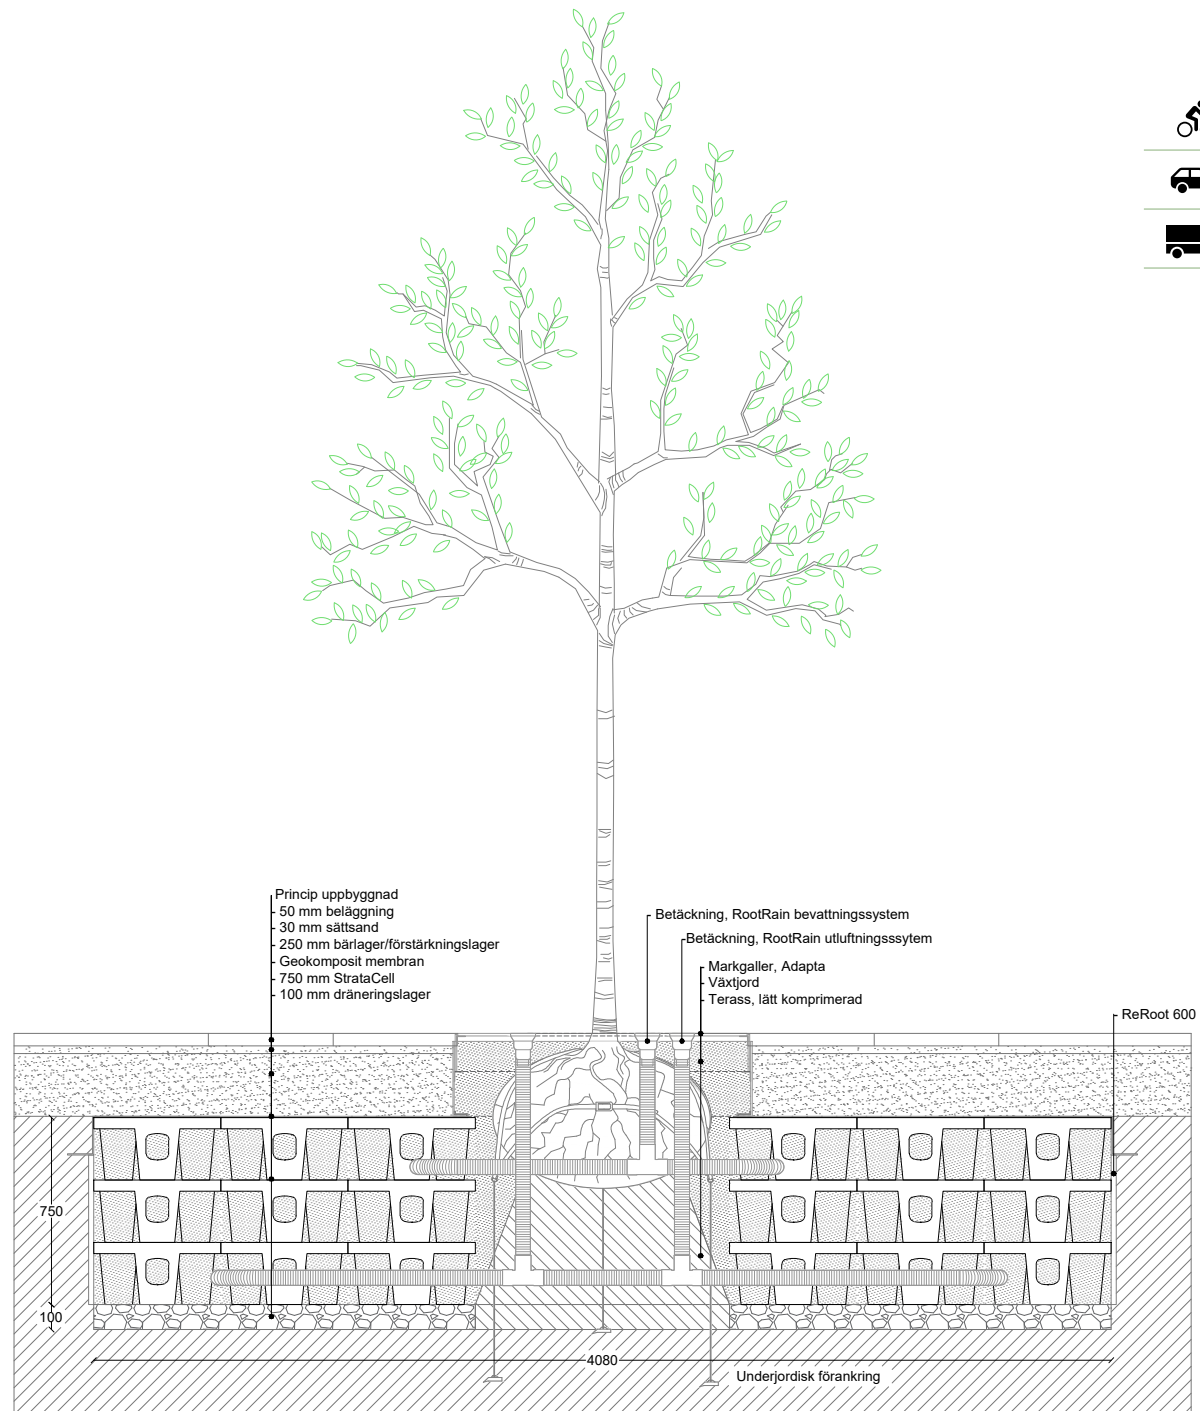 Princip uppbyggnad
50 mm beläggning
30 mm sättsand
250 mm bärlager/förstärkningslager
Geokomposit membran
750 mm StrataCell
100 mm dräneringslager
Betäckning, RootRain bevattningssystem
Betäckning, RootRain utluftningsssytem
Markgaller, Adapta
Växtjord
Terass, lätt komprimerad
ReRoot 600
750
100
4080
Underjordisk förankring